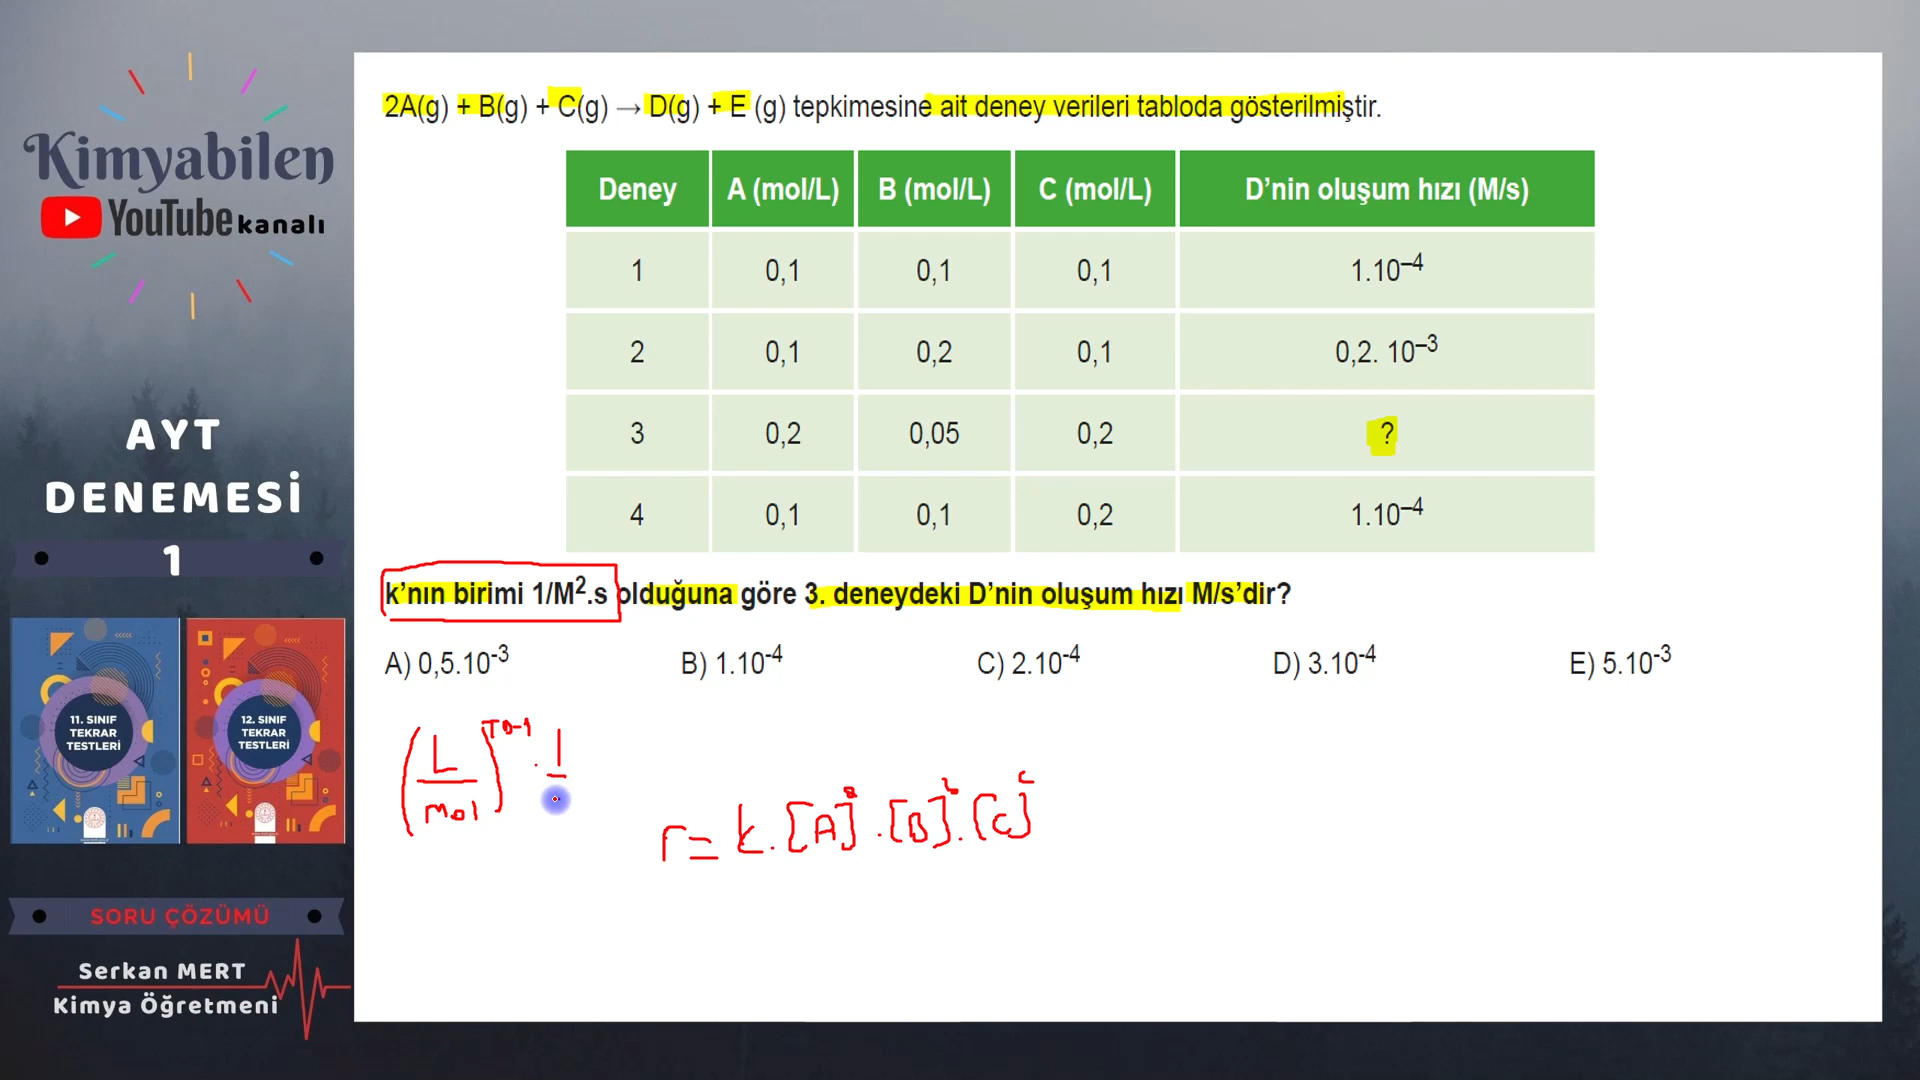 Kimyabilen
YouTube kanalı
AYT
DENEMESİ
1
11. SINIF
TEKRAR
TESTLERİ
12. SINIF
TEKRAR
TESTLERİ
SORU ÇÖZÜMÜ
Serkan MERT
Kimya Öğretmeni
2A(g) + B(g) + C(g) → D(g) + E (g) tepkimesine ait deney verileri tabloda gösterilmiştir.
Deney A (mol/L) B (mol/L) C (mol/L) D’nin oluşum hızı (M/s)
1 0,1 0,1 0,1 1.10⁻⁴
2 0,1 0,2 0,1 0,2. 10⁻³
3 0,2 0,05 0,2 ?
4 0,1 0,1 0,2 1.10⁻⁴
k’nın birimi 1/M².s olduğuna göre 3. deneydeki D’nin oluşum hızı M/s’dir?
A) 0,5.10⁻³ B) 1.10⁻⁴ C) 2.10⁻⁴ D) 3.10⁻⁴ E) 5.10⁻³
(L/mol)ᵀᴰ⁻¹ . 1
r = k . [A] . [B] . [C]